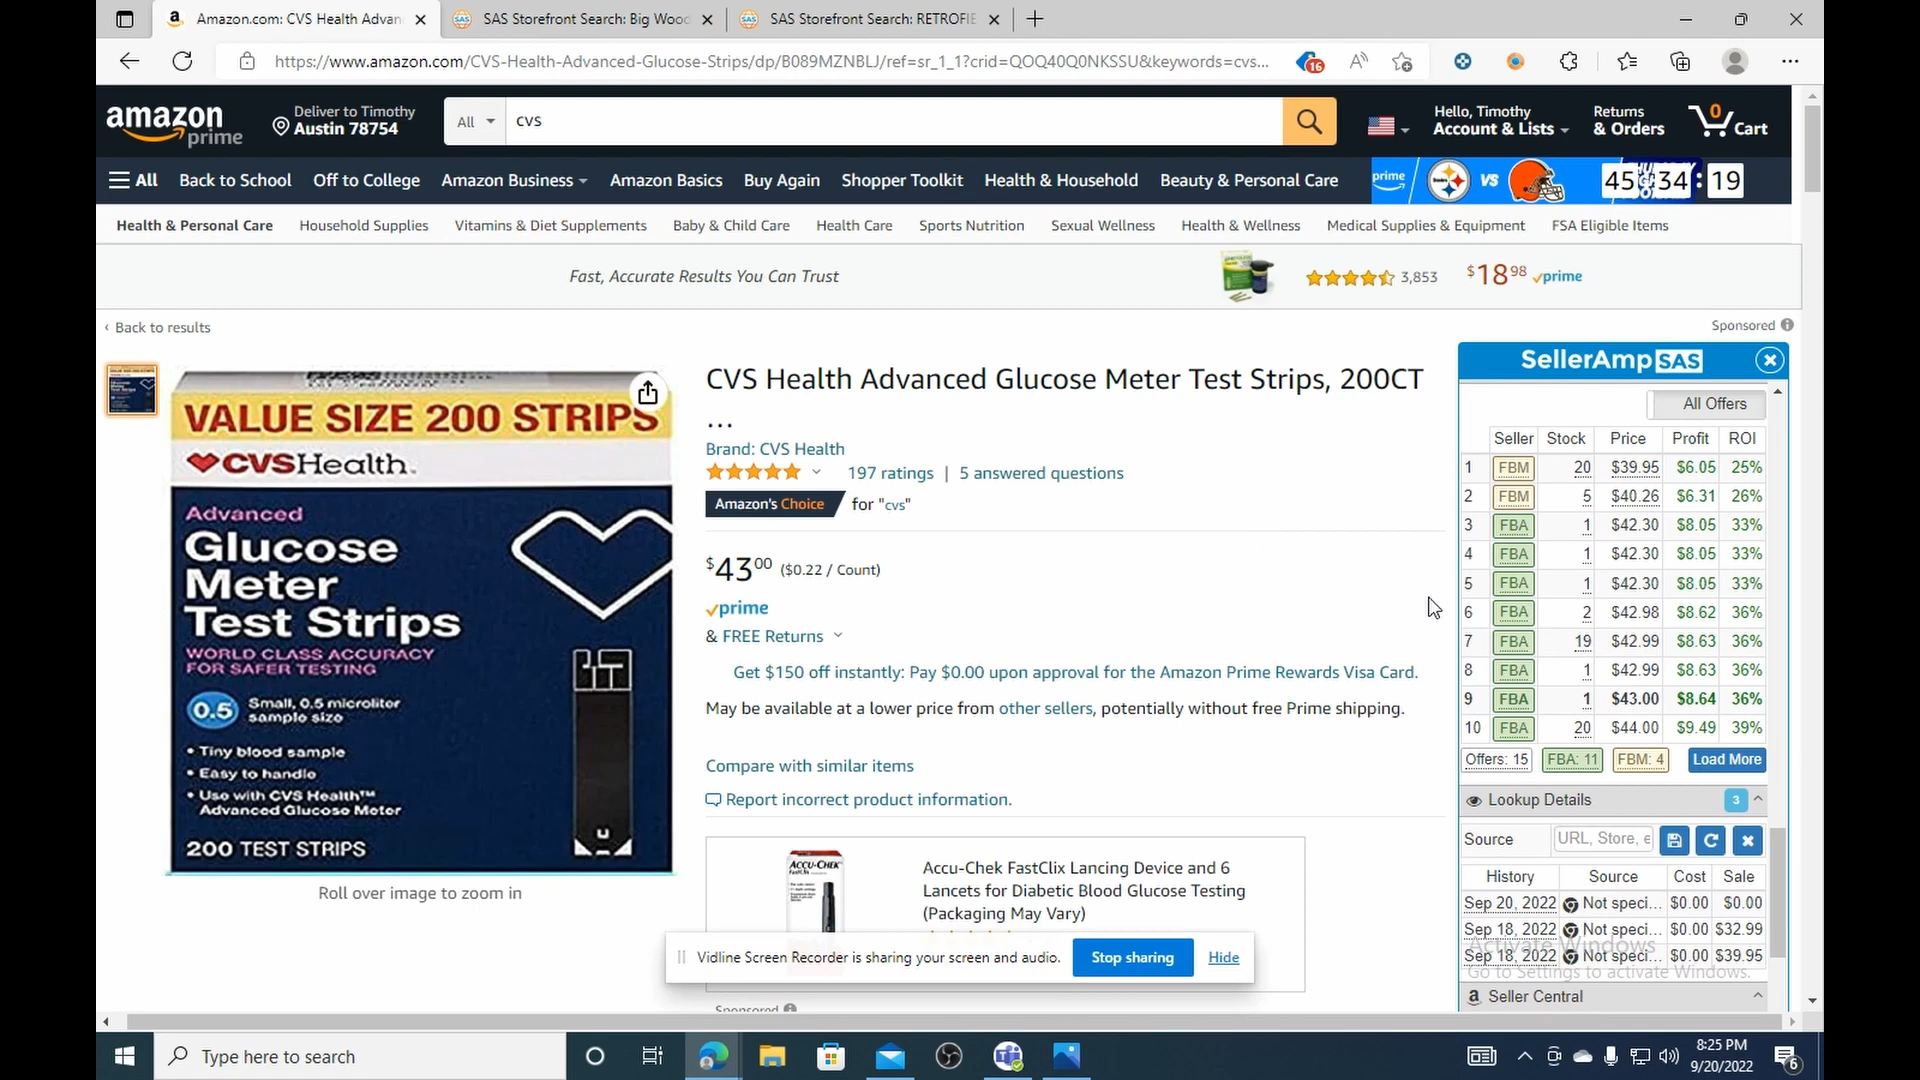 Amazon.com: CVS Health Advan
SAS Storefront Search: Big Wood
SAS Storefront Search: RETROFIE
https://www.amazon.com/CVS-Health-Advanced-Glucose-Strips/dp/B089MZNBLJ/ref=sr_1_1?crid=QOQ40Q0NKSSU&keywords=cvs...
16
amazon
prime
Deliver to Timothy
Austin 78754
All
cvs
Hello, Timothy
Account & Lists
Returns
& Orders
0
Cart
All
Back to School
Off to College
Amazon Business
Amazon Basics
Buy Again
Shopper Toolkit
Health & Household
Beauty & Personal Care
prime
Steelers
VS
45 : 34 : 19
Health & Personal Care
Household Supplies
Vitamins & Diet Supplements
Baby & Child Care
Health Care
Sports Nutrition
Sexual Wellness
Health & Wellness
Medical Supplies & Equipment
FSA Eligible Items
Fast, Accurate Results You Can Trust
3,853
$18 98 prime
‹ Back to results
Sponsored
VALUE SIZE 200 STRIPS
CVSHealth.
Advanced
Glucose
Meter
Test Strips
WORLD CLASS ACCURACY
FOR SAFER TESTING
0.5
Small, 0.5 microliter
sample size
• Tiny blood sample
• Easy to handle
• Use with CVS Health™
Advanced Glucose Meter
200 TEST STRIPS
Roll over image to zoom in
CVS Health Advanced Glucose Meter Test Strips, 200CT
...
Brand: CVS Health
197 ratings | 5 answered questions
Amazon's Choice for "cvs"
$43 00 ($0.22 / Count)
prime
& FREE Returns
Get $150 off instantly: Pay $0.00 upon approval for the Amazon Prime Rewards Visa Card.
May be available at a lower price from other sellers, potentially without free Prime shipping.
Compare with similar items
Report incorrect product information.
ACCU-CHEK
FastClix
Accu-Chek FastClix Lancing Device and 6
Lancets for Diabetic Blood Glucose Testing
(Packaging May Vary)
Sponsored
Vidline Screen Recorder is sharing your screen and audio.
Stop sharing
Hide
SellerAmp SAS
All Offers
Seller Stock Price Profit ROI
1 FBM 20 $39.95 $6.05 25%
2 FBM 5 $40.26 $6.31 26%
3 FBA 1 $42.30 $8.05 33%
4 FBA 1 $42.30 $8.05 33%
5 FBA 1 $42.30 $8.05 33%
6 FBA 2 $42.98 $8.62 36%
7 FBA 19 $42.99 $8.63 36%
8 FBA 1 $42.99 $8.63 36%
9 FBA 1 $43.00 $8.64 36%
10 FBA 20 $44.00 $9.49 39%
Offers: 15 FBA: 11 FBM: 4 Load More
Lookup Details 3
Source URL, Store, e
History Source Cost Sale
Sep 20, 2022 Not speci... $0.00 $0.00
Sep 18, 2022 Not speci... $0.00 $32.99
Sep 18, 2022 Not speci... $0.00 $39.95
Activate Windows
Go to Settings to activate Windows.
Seller Central
Type here to search
8:25 PM
9/20/2022
6